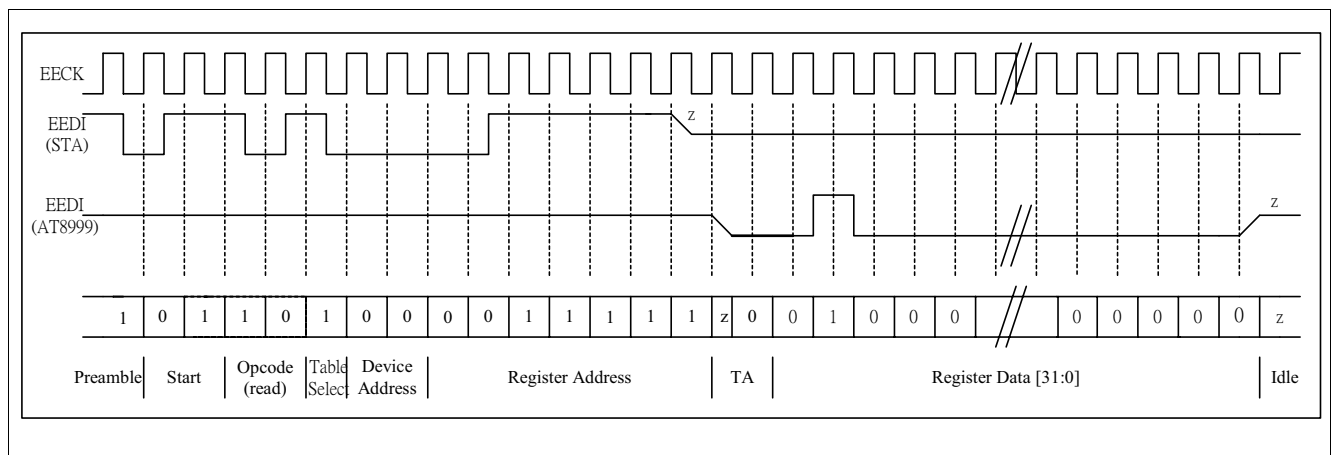 EECK
EEDI
(STA)
z
EEDI
(AT8999)
z
1 0 1 1 0 1 0 0 0 0 1 1 1 1 1 z 0 0 1 0 0 0 0 0 0 0 0 z
Preamble Start Opcode Table Device Register Address TA Register Data [31:0] Idle
(read) Select Address